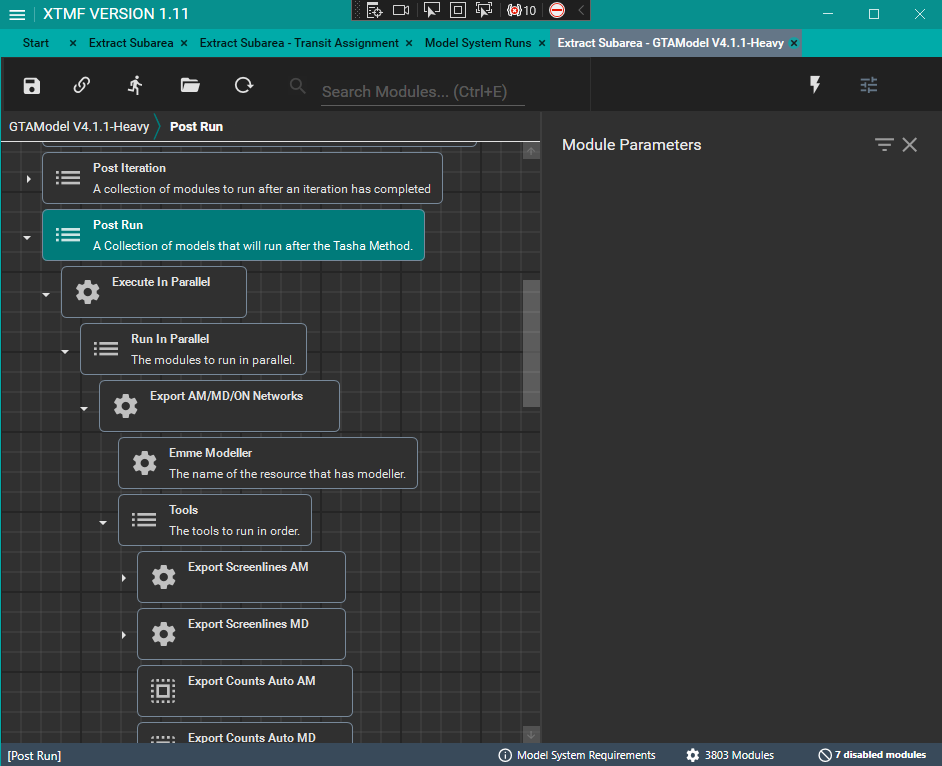 XTMF VERSION 1.11
10
Start × Extract Subarea × Extract Subarea - Transit Assignment × Model System Runs × Extract Subarea - GTAModel V4.1.1-Heavy ×
Search Modules... (Ctrl+E)
GTAModel V4.1.1-Heavy Post Run
Module Parameters
Post Iteration
A collection of modules to run after an iteration has completed
Post Run
A Collection of models that will run after the Tasha Method.
Execute In Parallel
Run In Parallel
The modules to run in parallel.
Export AM/MD/ON Networks
Emme Modeller
The name of the resource that has modeller.
Tools
The tools to run in order.
Export Screenlines AM
Export Screenlines MD
Export Counts Auto AM
Export Counts Auto MD
[Post Run] Model System Requirements 3803 Modules 7 disabled modules